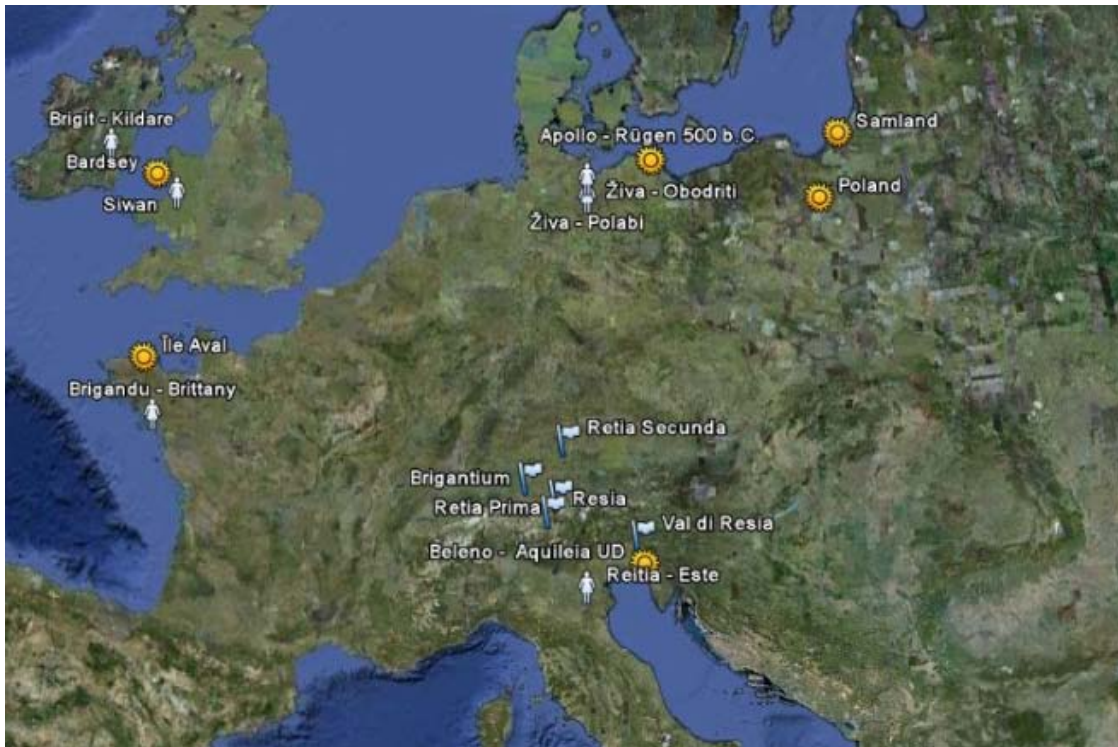 Brigit - Kildare
Bardsey
Siwan
Samland
Apollo - Rügen 500 b.C.
Živa - Obodriti
Poland
Živa - Polabi
Île Aval
Brigandu - Brittany
Retia Secunda
Brigantium
Resia
Retia Prima
Val di Resia
Beleno - Aquileia UD
Reitia - Este